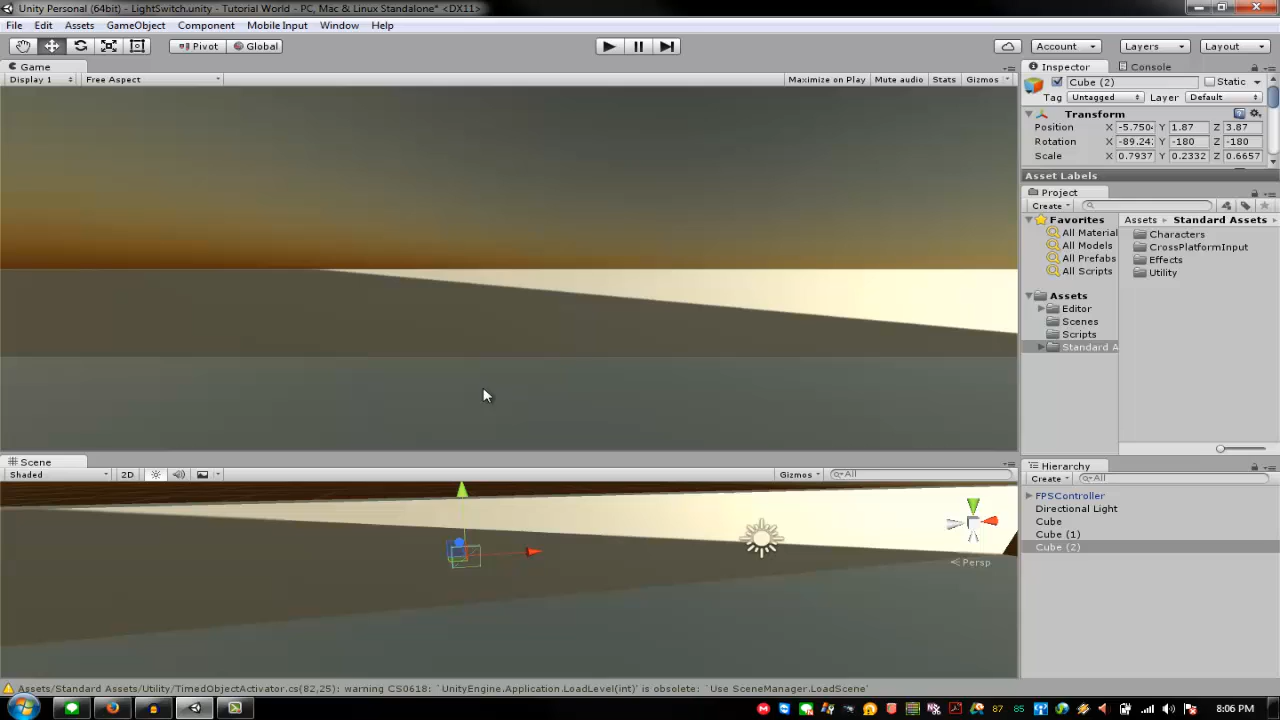 Unity Personal (64bit) - LightSwitch.unity - Tutorial World - PC, Mac & Linux Standalone* <DX11>
File Edit Assets GameObject Component Mobile Input Window Help
Pivot Global Account Layers Layout
Game
Display 1 Free Aspect Maximize on Play Mute audio Stats Gizmos
Inspector Console
Cube (2) Static
Tag Untagged Layer Default
Transform
Position X -5.750 Y 1.87 Z 3.87
Rotation X -89.24 Y -180 Z -180
Scale X 0.7937 Y 0.2332 Z 0.6657
Asset Labels
Project
Create
Favorites
All Material
All Models
All Prefabs
All Scripts
Assets
Editor
Scenes
Scripts
Standard A
Assets Standard Assets
Characters
CrossPlatformInput
Effects
Utility
Scene
Shaded 2D Gizmos All
Persp
Hierarchy
Create All
FPSController
Directional Light
Cube
Cube (1)
Cube (2)
Assets/Standard Assets/Utility/TimedObjectActivator.cs(82,25): warning CS0618: `UnityEngine.Application.LoadLevel(int)' is obsolete: `Use SceneManager.LoadScene'
87 85 8:06 PM